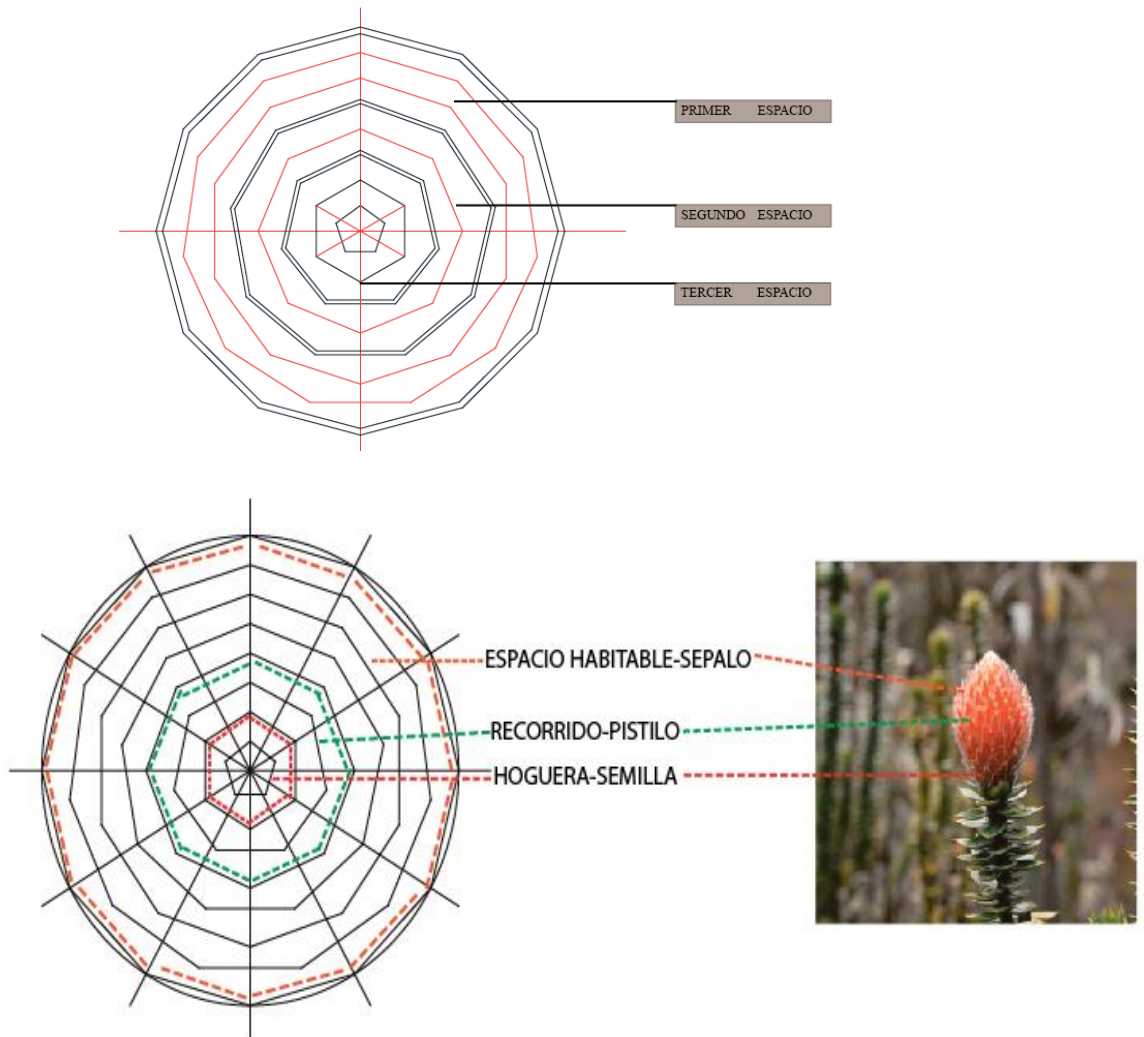 PRIMER ESPACIO
SEGUNDO ESPACIO
TERCER ESPACIO
ESPACIO HABITABLE-SEPALO
RECORRIDO-PISTILO
HOGUERA-SEMILLA